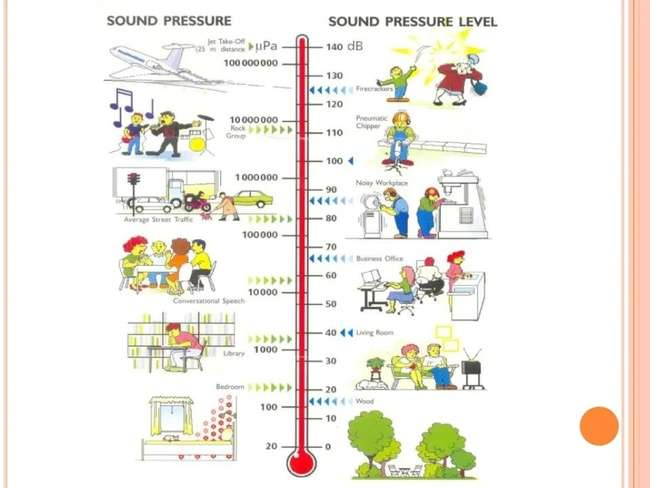 SOUND PRESSURE
SOUND PRESSURE LEVEL
Jet Take-Off
(25 m distance
µPa
140 dB
100 000 000
130
Firecrackers
120
10 000 000
Rock
Group
Pneumatic
Chipper
110
100
1 000 000
90
Noisy Workplace
Average Street Traffic
80
100 000
70
Business Office
60
Conversational Speech
10 000
50
40
Living Room
Library
1000
30
Bedroom
20
Wood
100
10
20
0